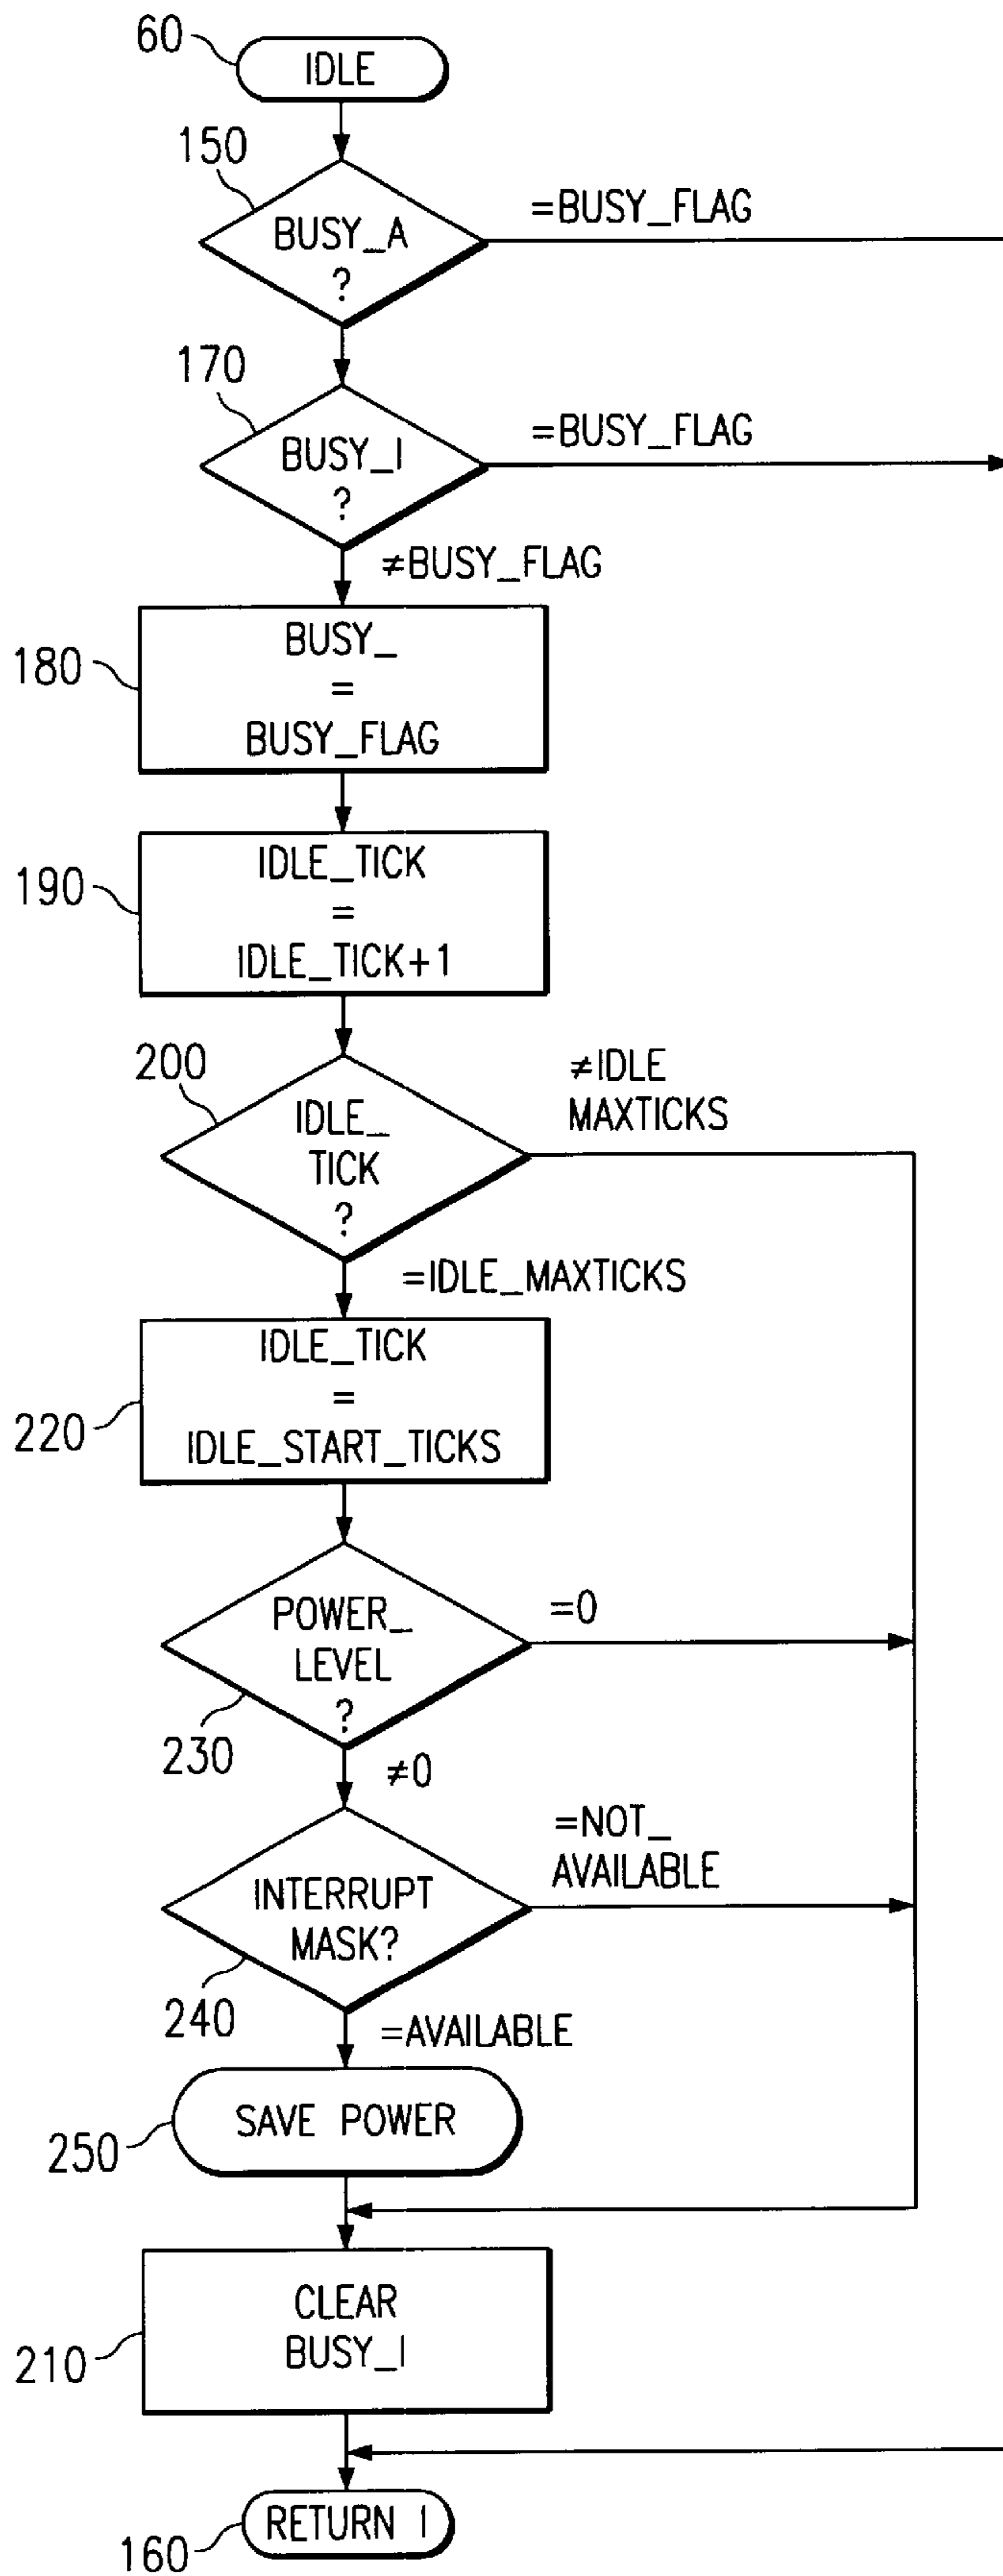 60
IDLE
150
BUSY_A
?
=BUSY_FLAG
170
BUSY_I
?
=BUSY_FLAG
≠BUSY_FLAG
180
BUSY_
=
BUSY_FLAG
190
IDLE_TICK
=
IDLE_TICK+1
200
IDLE_
TICK
?
≠IDLE
MAXTICKS
=IDLE_MAXTICKS
220
IDLE_TICK
=
IDLE_START_TICKS
POWER_
LEVEL
?
=0
230
≠0
INTERRUPT
MASK?
=NOT_
AVAILABLE
240
=AVAILABLE
250
SAVE POWER
210
CLEAR
BUSY_I
160
RETURN I